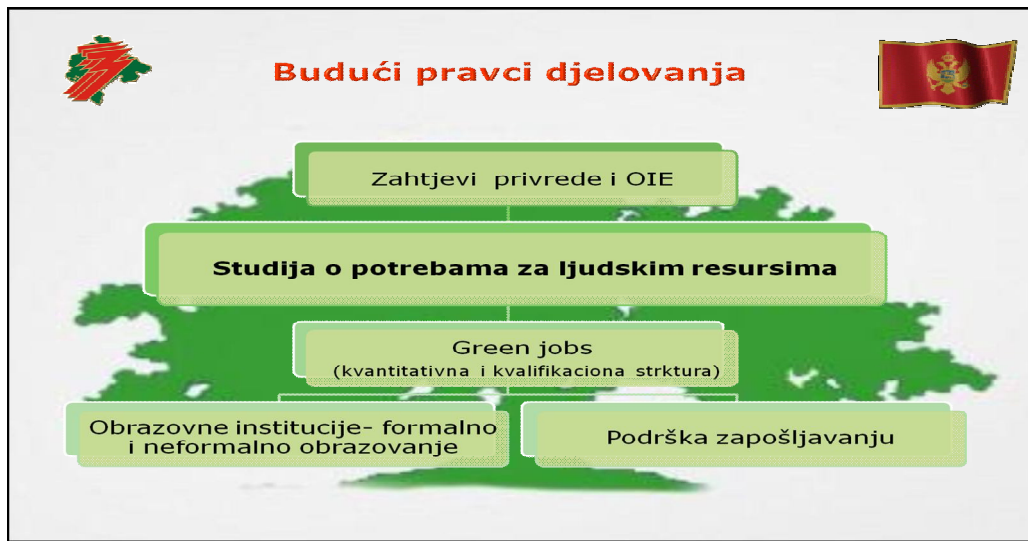 Budući pravci djelovanja
Zahtjevi privrede i OIE
Studija o potrebama za ljudskim resursima
Green jobs
(kvantitativna i kvalifikaciona strktura)
Obrazovne institucije- formalno
i neformalno obrazovanje
Podrška zapošljavanju